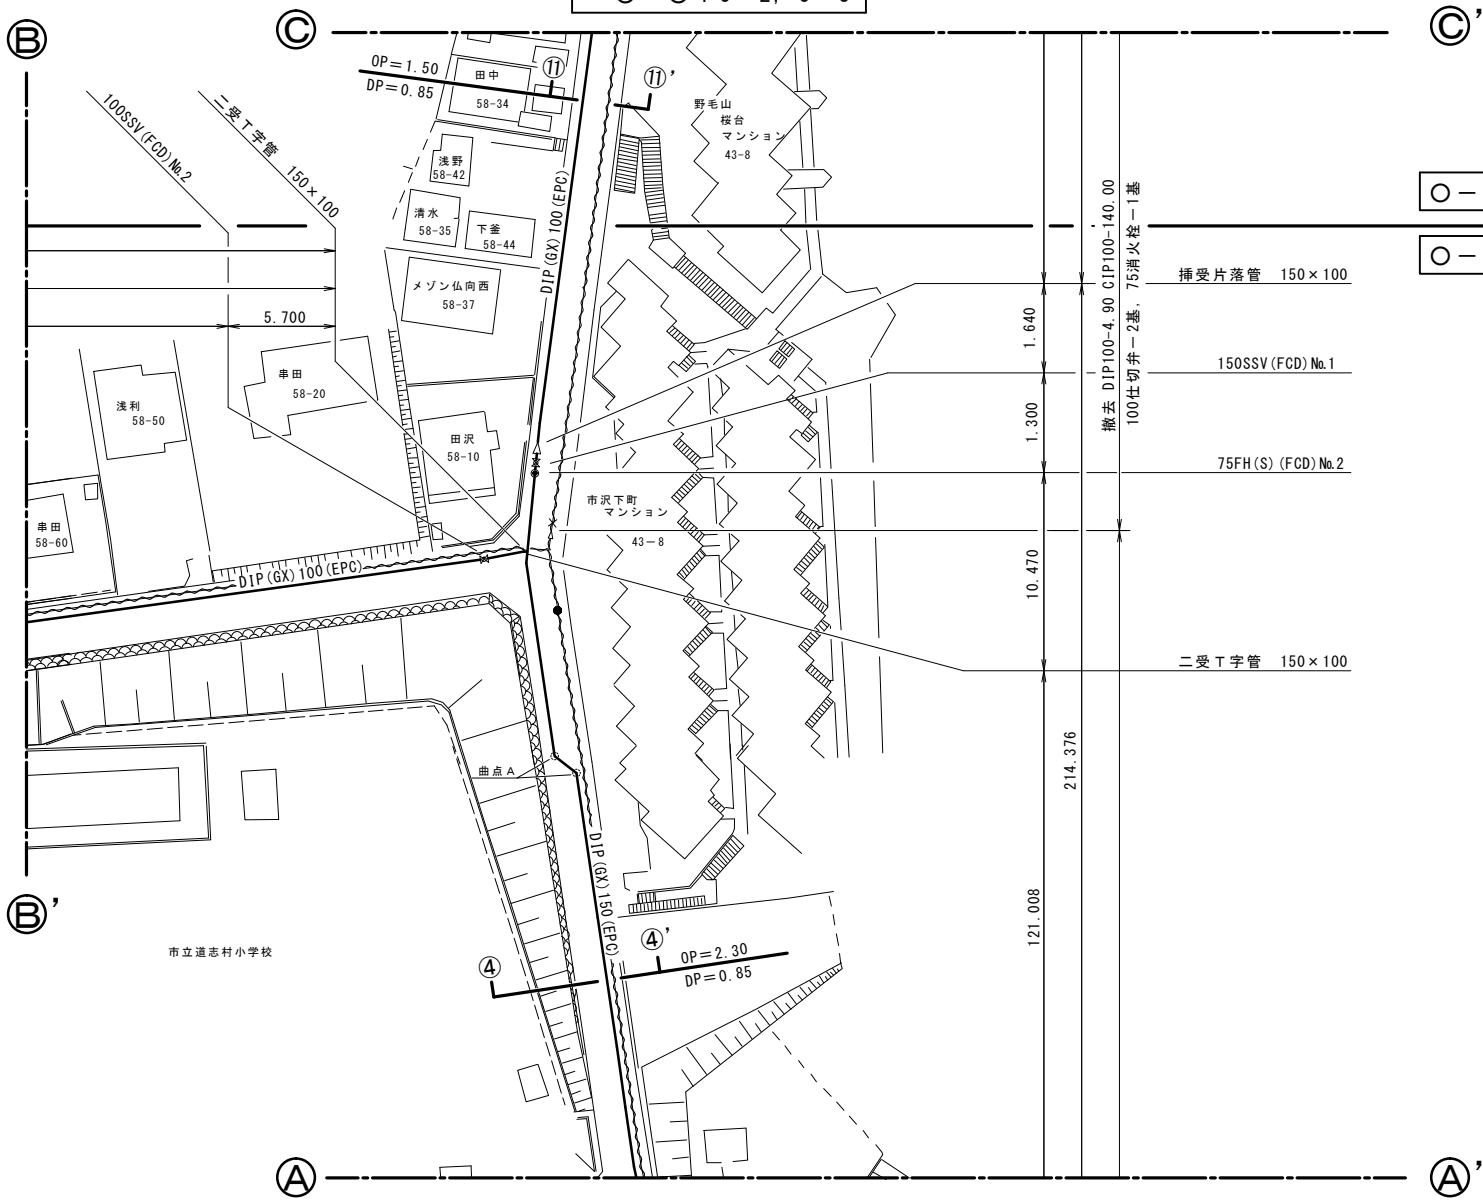 Ⓑ
Ⓒ
Ⓒ'
OP=1.50
DP=0.85
⑪
⑪'
田中
58-34
野毛山
桜台
マンション
43-8
100SSV(FCD)No.2
二受T字管 150×100
浅野
58-42
清水
58-35
下釜
58-44
メゾン仏向西
58-37
DIP(GX)100(EPC)
撤去 DIP100-4.90 CIP100-140.00
100仕切弁-2基, 75消火栓-1基
○-
○-
挿受片落管 150×100
1.640
5.700
串田
58-20
150SSV(FCD)No.1
浅利
58-50
1.300
田沢
58-10
75FH(S)(FCD)No.2
市沢下町
マンション
43-8
串田
58-60
10.470
DIP(GX)100(EPC)
二受T字管 150×100
214.376
曲点A
DIP(GX)150(EPC)
121.008
Ⓑ'
市立道志村小学校
④
④'
OP=2.30
DP=0.85
Ⓐ
Ⓐ'